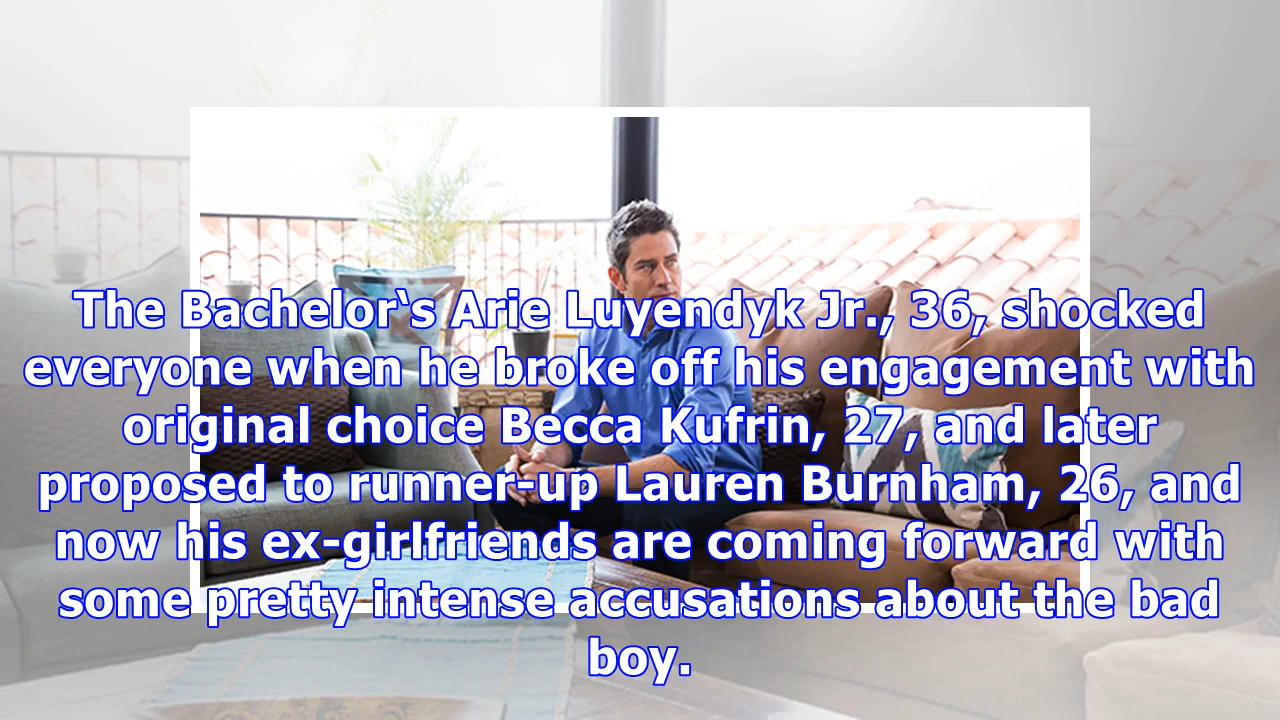 The Bachelor‛s Arie Luyendyk Jr., 36, shocked
everyone when he broke off his engagement with
original choice Becca Kufrin, 27, and later
proposed to runner-up Lauren Burnham, 26, and
now his ex-girlfriends are coming forward with
some pretty intense accusations about the bad
boy.